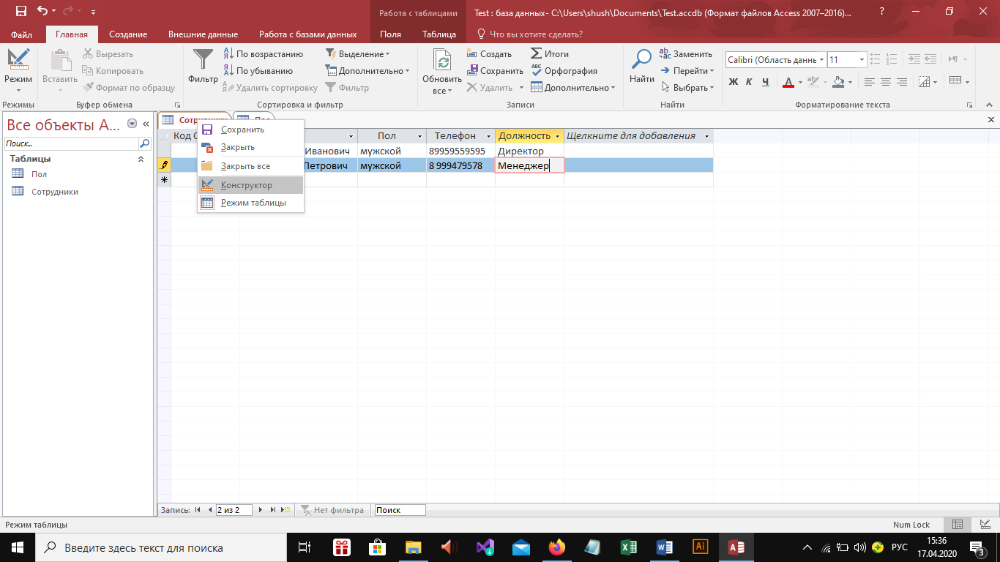 Работа с таблицами
Test : база данных- C:\Users\shush\Documents\Test.accdb (Формат файлов Access 2007–2016)...
?
Файл
Главная
Создание
Внешние данные
Работа с базами данных
Поля
Таблица
Что вы хотите сделать?
Режим
Вставить
Вырезать
Копировать
Формат по образцу
Фильтр
По возрастанию
По убыванию
Удалить сортировку
Выделение
Дополнительно
Фильтр
Обновить
все
Создать
Сохранить
Удалить
Итоги
Орфография
Дополнительно
Найти
Заменить
Перейти
Выбрать
Calibri (Область даннь
11
Ж К Ч
Режимы
Буфер обмена
Сортировка и фильтр
Записи
Найти
Форматирование текста
Все объекты A...
Поиск...
Таблицы
Пол
Сотрудники
Код
Пол
Телефон
Должность
Щелкните для добавления
Иванович
мужской
89959559595
Директор
Петрович
мужской
8 999479578
Менеджер
Сохранить
Закрыть
Закрыть все
Конструктор
Режим таблицы
Запись:
2 из 2
Нет фильтра
Поиск
Режим таблицы
Num Lock
Введите здесь текст для поиска
РУС
15:36
17.04.2020
3